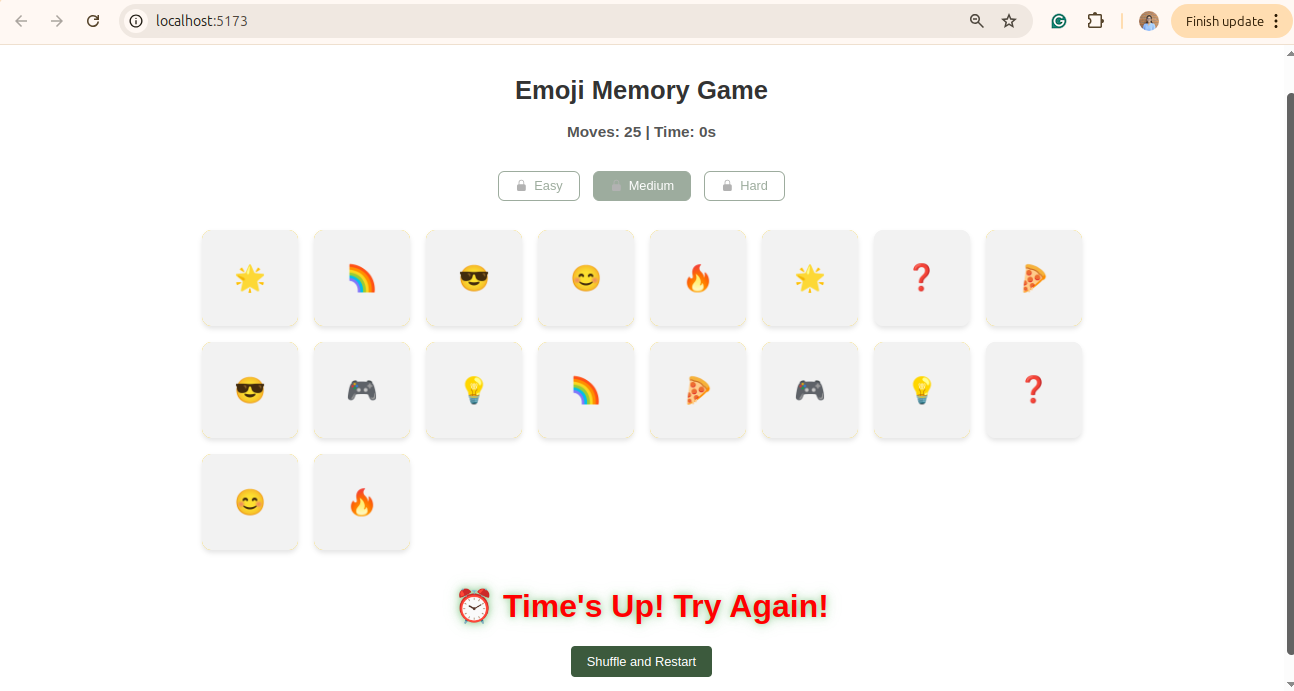 localhost:5173
Finish update
Emoji Memory Game
Moves: 25 | Time: 0s
Easy Medium Hard
❓
❓
Time's Up! Try Again!
Shuffle and Restart